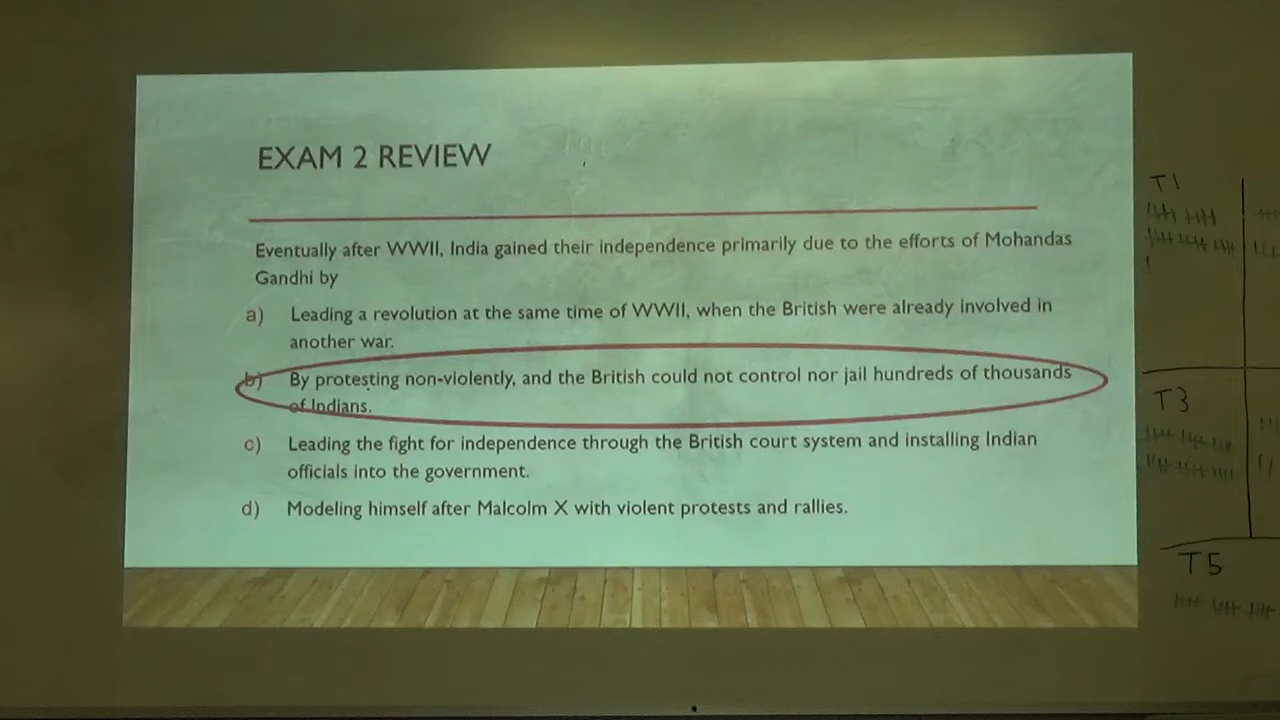 EXAM 2 REVIEW
Eventually after WWII, India gained their independence primarily due to the efforts of Mohandas
Gandhi by
a) Leading a revolution at the same time of WWII, when the British were already involved in
another war.
b) By protesting non-violently, and the British could not control nor jail hundreds of thousands
of Indians.
c) Leading the fight for independence through the British court system and installing Indian
officials into the government.
d) Modeling himself after Malcolm X with violent protests and rallies.
T1
T3
T5